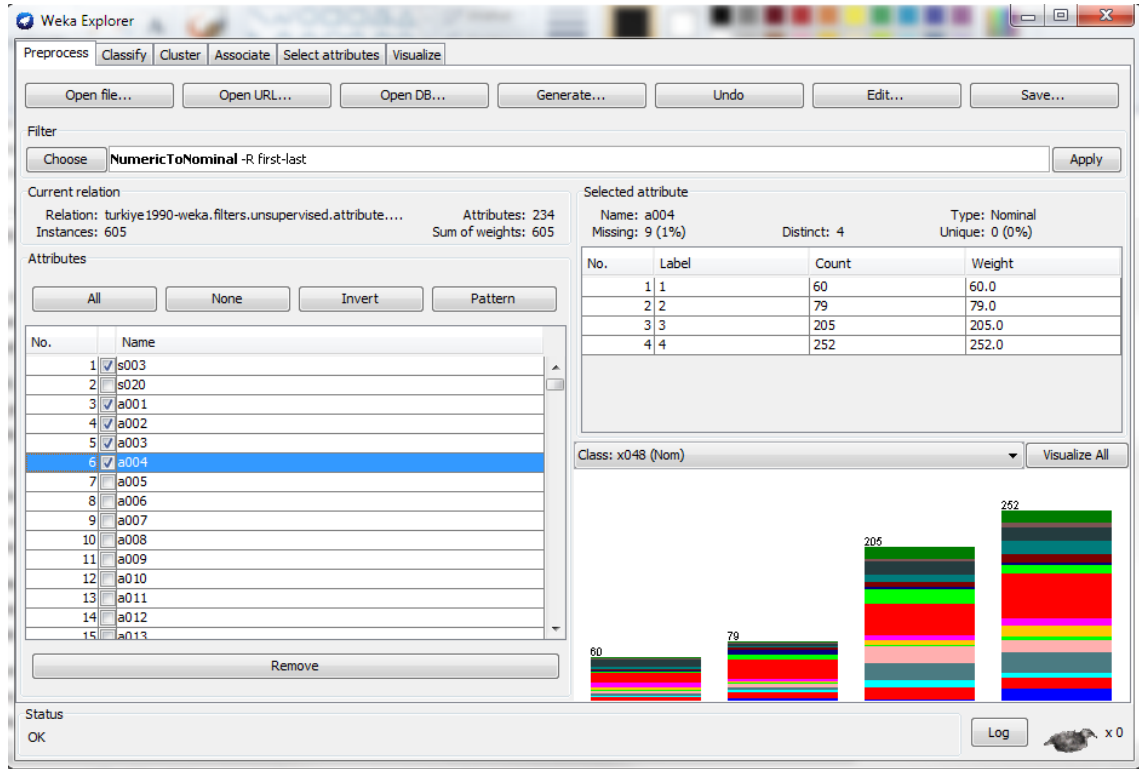 Weka Explorer
Preprocess Classify Cluster Associate Select attributes Visualize
Open file... Open URL... Open DB... Generate... Undo Edit... Save...
Filter
Choose NumericToNominal -R first-last Apply
Current relation
Relation: turkiye1990-weka.filters.unsupervised.attribute.... Attributes: 234
Instances: 605 Sum of weights: 605
Attributes
All None Invert Pattern
No. Name
1 s003
2 s020
3 a001
4 a002
5 a003
6 a004
7 a005
8 a006
9 a007
10 a008
11 a009
12 a010
13 a011
14 a012
15 a013
Remove
Selected attribute
Name: a004 Type: Nominal
Missing: 9 (1%) Distinct: 4 Unique: 0 (0%)
No. Label Count Weight
1 1 60 60.0
2 2 79 79.0
3 3 205 205.0
4 4 252 252.0
Class: x048 (Nom) Visualize All
60 79 205 252
Status
OK
Log x 0